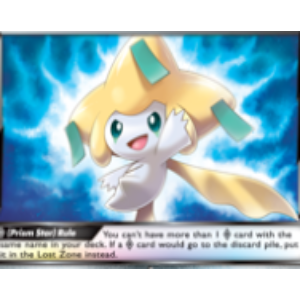 ◇ (Prism Star) Rule You can't have more than 1 ◇ card with the
same name in your deck. If a ◇ card would go to the discard pile, put
it in the Lost Zone instead.